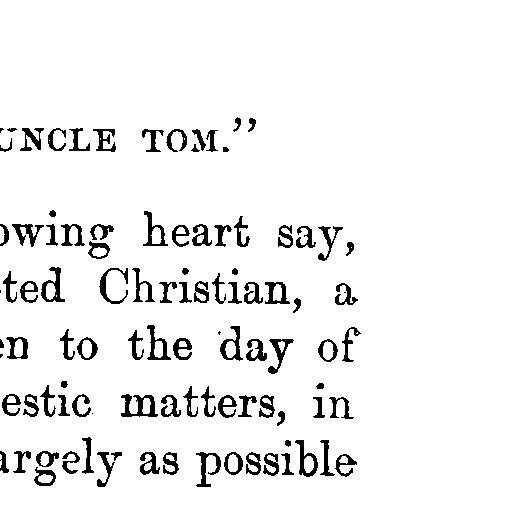 UNCLE TOM."
owing heart say,
ted Christian, a
en to the day of
estic matters, in
argely as possible